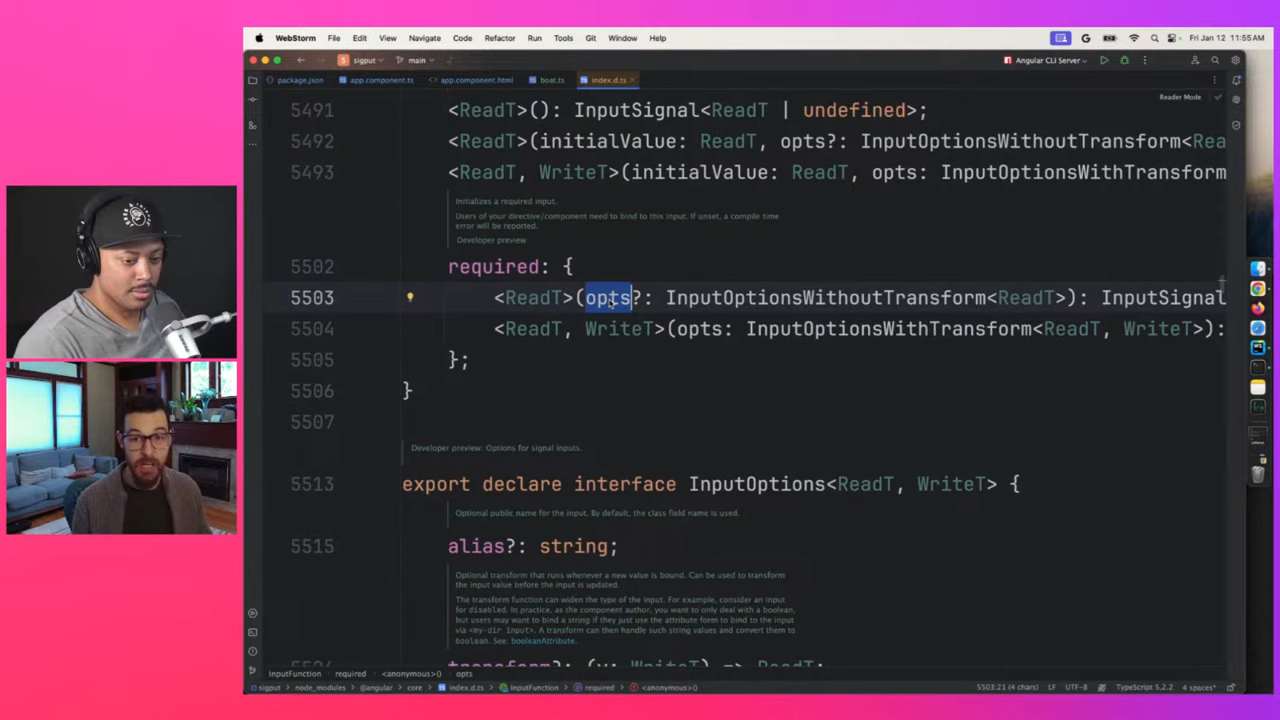 WebStorm File Edit View Navigate Code Refactor Run Tools Git Window Help Fri Jan 12 11:55 AM
S sigput main Angular CLI Server
package.json app.component.ts app.component.html boat.ts index.d.ts
Reader Mode
5491 <ReadT>(): InputSignal<ReadT | undefined>;
5492 <ReadT>(initialValue: ReadT, opts?: InputOptionsWithoutTransform<Rea
5493 <ReadT, WriteT>(initialValue: ReadT, opts: InputOptionsWithTransform
Initializes a required input.
Users of your directive/component need to bind to this input. If unset, a compile time
error will be reported.
Developer preview
5502 required: {
5503 <ReadT>(opts?: InputOptionsWithoutTransform<ReadT>): InputSignal
5504 <ReadT, WriteT>(opts: InputOptionsWithTransform<ReadT, WriteT>):
5505 };
5506 }
5507
Developer preview: Options for signal inputs.
5513 export declare interface InputOptions<ReadT, WriteT> {
Optional public name for the input. By default, the class field name is used.
5515 alias?: string;
Optional transform that runs whenever a new value is bound. Can be used to transform
the input value before the input is updated.
The transform function can widen the type of the input. For example, consider an input
for disabled. In practice, as the component author, you want to only deal with a boolean,
but users may want to bind a string if they just use the attribute form to bind to the input
via <my-dir input>. A transform can then handle such string values and convert them to
boolean. See: booleanAttribute.
transform?: (v: WriteT) => ReadT;
InputFunction required <anonymous>() opts
sigput node_modules @angular core index.d.ts InputFunction required <anonymous>() 5503:21 (4 chars) LF UTF-8 TypeScript 5.2.2 4 spaces*